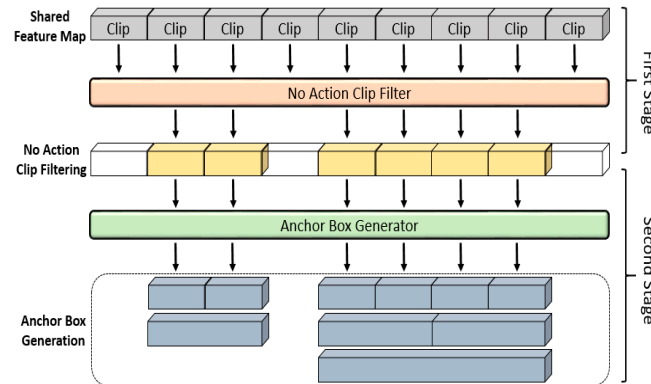 Shared
Feature Map
Clip Clip Clip Clip Clip Clip Clip Clip Clip
First Stage
No Action Clip Filter
No Action
Clip Filtering
Anchor Box Generator
Second Stage
Anchor Box
Generation